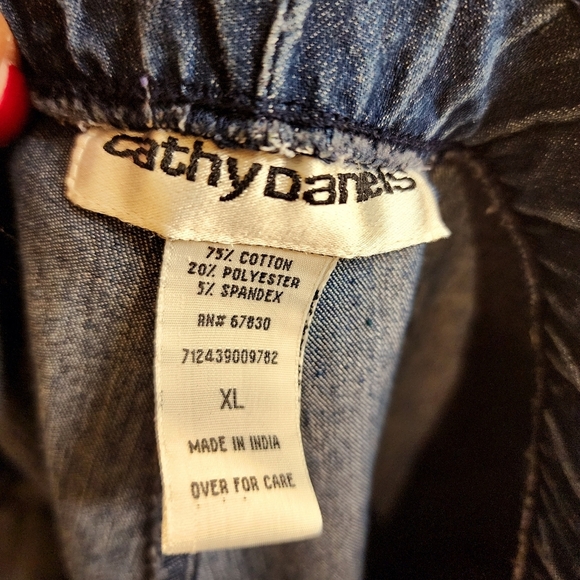 cathy Daniels
75% COTTON
20% POLYESTER
5% SPANDEX
RN# 67830
712439009782
XL
MADE IN INDIA
OVER FOR CARE